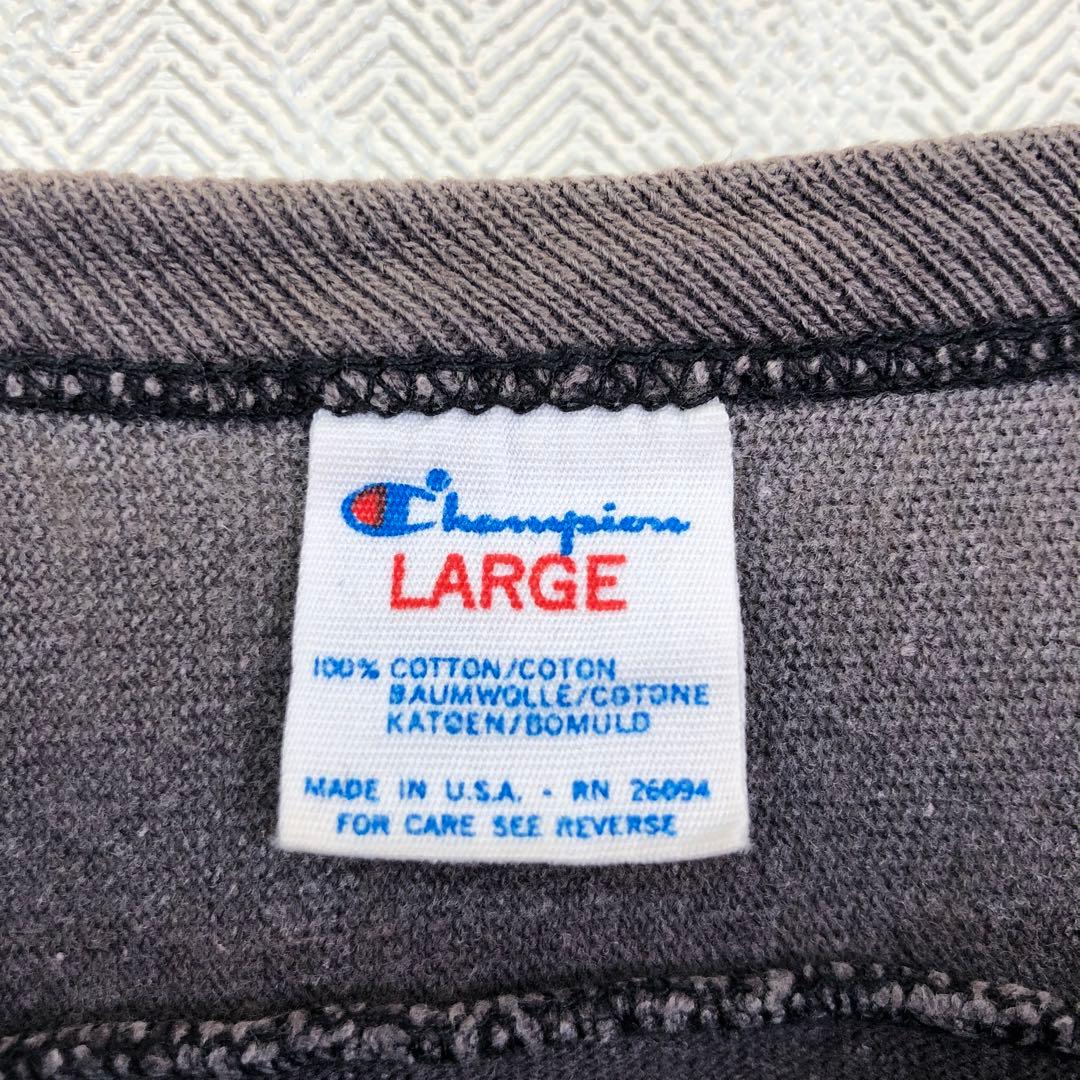 Champion
LARGE
100% COTTON/COTON
BAUMWOLLE/COTONE
KATOEN/BOMULD
MADE IN U.S.A. - RN 26094
FOR CARE SEE REVERSE